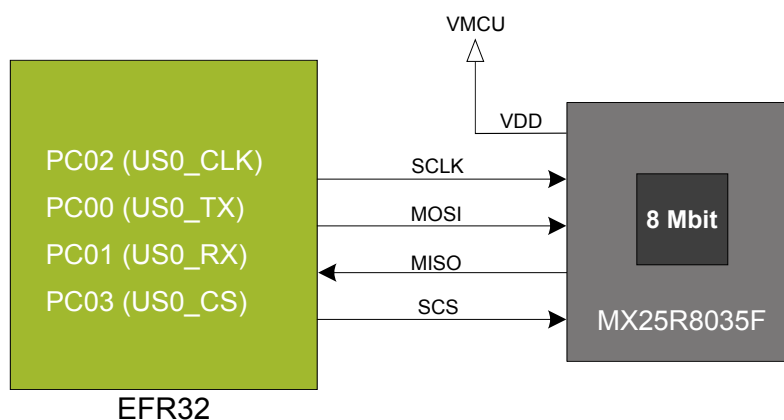 VMCU
VDD
PC02 (US0_CLK)
SCLK
PC00 (US0_TX)
MOSI
8 Mbit
PC01 (US0_RX)
MISO
PC03 (US0_CS)
SCS
MX25R8035F
EFR32